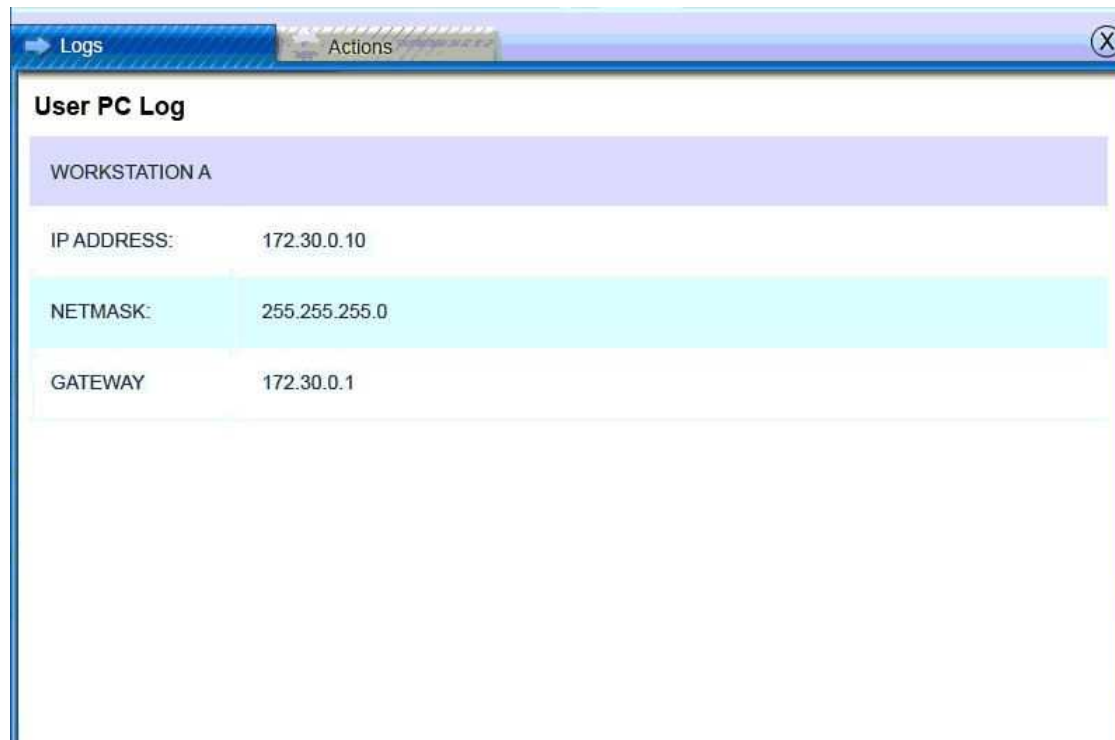 Logs
Actions
X
User PC Log
WORKSTATION A
IP ADDRESS: 172.30.0.10
NETMASK: 255.255.255.0
GATEWAY 172.30.0.1